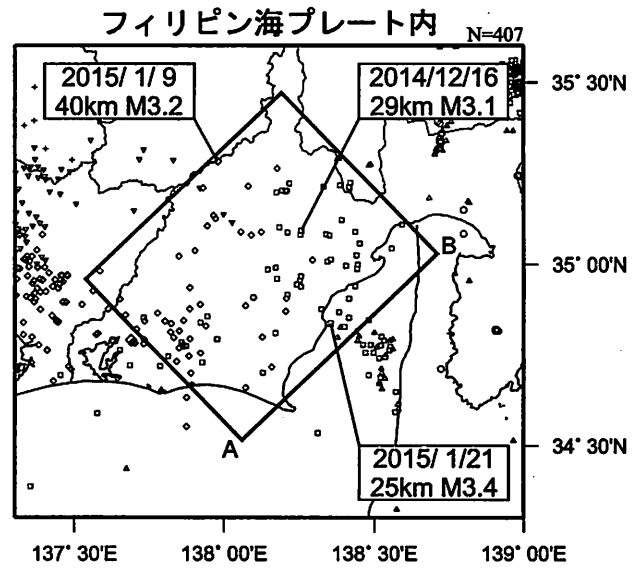 フィリピン海プレート内
N=407
2015/ 1/ 9
40km M3.2
2014/12/16
29km M3.1
35° 30'N
B
35° 00'N
A
34° 30'N
2015/ 1/21
25km M3.4
137° 30'E
138° 00'E
138° 30'E
139° 00'E